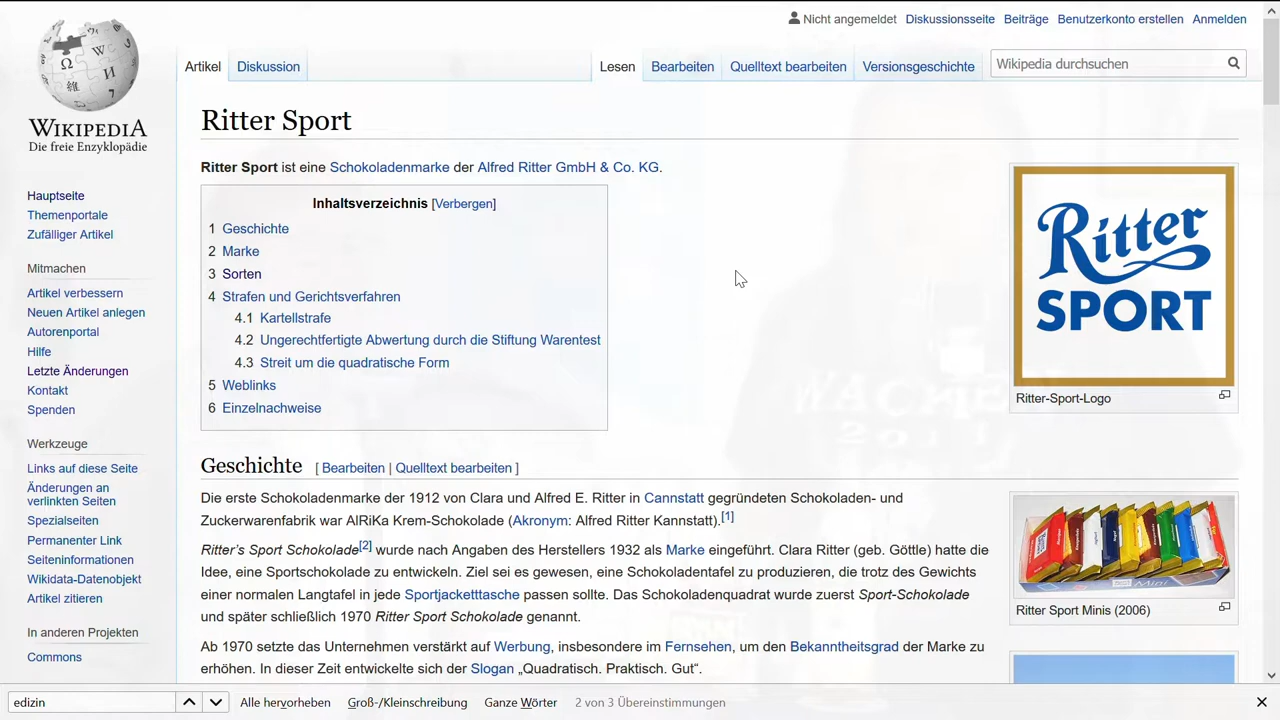 Nicht angemeldet Diskussionsseite Beiträge Benutzerkonto erstellen Anmelden
Artikel Diskussion Lesen Bearbeiten Quelltext bearbeiten Versionsgeschichte Wikipedia durchsuchen
WIKIPEDIA
Die freie Enzyklopädie
Hauptseite
Themenportale
Zufälliger Artikel
Mitmachen
Artikel verbessern
Neuen Artikel anlegen
Autorenportal
Hilfe
Letzte Änderungen
Kontakt
Spenden
Werkzeuge
Links auf diese Seite
Änderungen an
verlinkten Seiten
Spezialseiten
Permanenter Link
Seiteninformationen
Wikidata-Datenobjekt
Artikel zitieren
In anderen Projekten
Commons
Ritter Sport
Ritter Sport ist eine Schokoladenmarke der Alfred Ritter GmbH & Co. KG.
Inhaltsverzeichnis [Verbergen]
1 Geschichte
2 Marke
3 Sorten
4 Strafen und Gerichtsverfahren
4.1 Kartellstrafe
4.2 Ungerechtfertigte Abwertung durch die Stiftung Warentest
4.3 Streit um die quadratische Form
5 Weblinks
6 Einzelnachweise
Ritter
SPORT
Ritter-Sport-Logo
WACKEN
Geschichte [ Bearbeiten | Quelltext bearbeiten ]
Die erste Schokoladenmarke der 1912 von Clara und Alfred E. Ritter in Cannstatt gegründeten Schokoladen- und
Zuckerwarenfabrik war AlRiKa Krem-Schokolade (Akronym: Alfred Ritter Kannstatt).[1]
Ritter's Sport Schokolade[2] wurde nach Angaben des Herstellers 1932 als Marke eingeführt. Clara Ritter (geb. Göttle) hatte die
Idee, eine Sportschokolade zu entwickeln. Ziel sei es gewesen, eine Schokoladentafel zu produzieren, die trotz des Gewichts
einer normalen Langtafel in jede Sportjacketttasche passen sollte. Das Schokoladenquadrat wurde zuerst Sport-Schokolade
und später schließlich 1970 Ritter Sport Schokolade genannt.
Ab 1970 setzte das Unternehmen verstärkt auf Werbung, insbesondere im Fernsehen, um den Bekanntheitsgrad der Marke zu
erhöhen. In dieser Zeit entwickelte sich der Slogan „Quadratisch. Praktisch. Gut“.
Mini
Ritter Sport Minis (2006)
edizin Alle hervorheben Groß-/Kleinschreibung Ganze Wörter 2 von 3 Übereinstimmungen